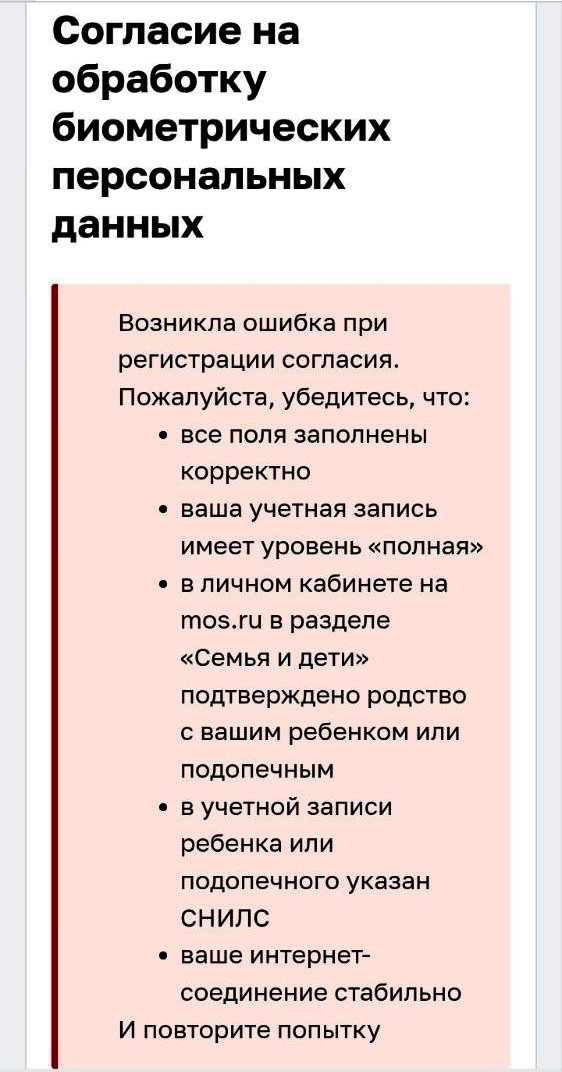 Согласие на
обработку
биометрических
персональных
данных
Возникла ошибка при
регистрации согласия.
Пожалуйста, убедитесь, что:
• все поля заполнены
корректно
• ваша учетная запись
имеет уровень «полная»
• в личном кабинете на
mos.ru в разделе
«Семья и дети»
подтверждено родство
с вашим ребенком или
подопечным
• в учетной записи
ребенка или
подопечного указан
СНИЛС
• ваше интернет-
соединение стабильно
И повторите попытку